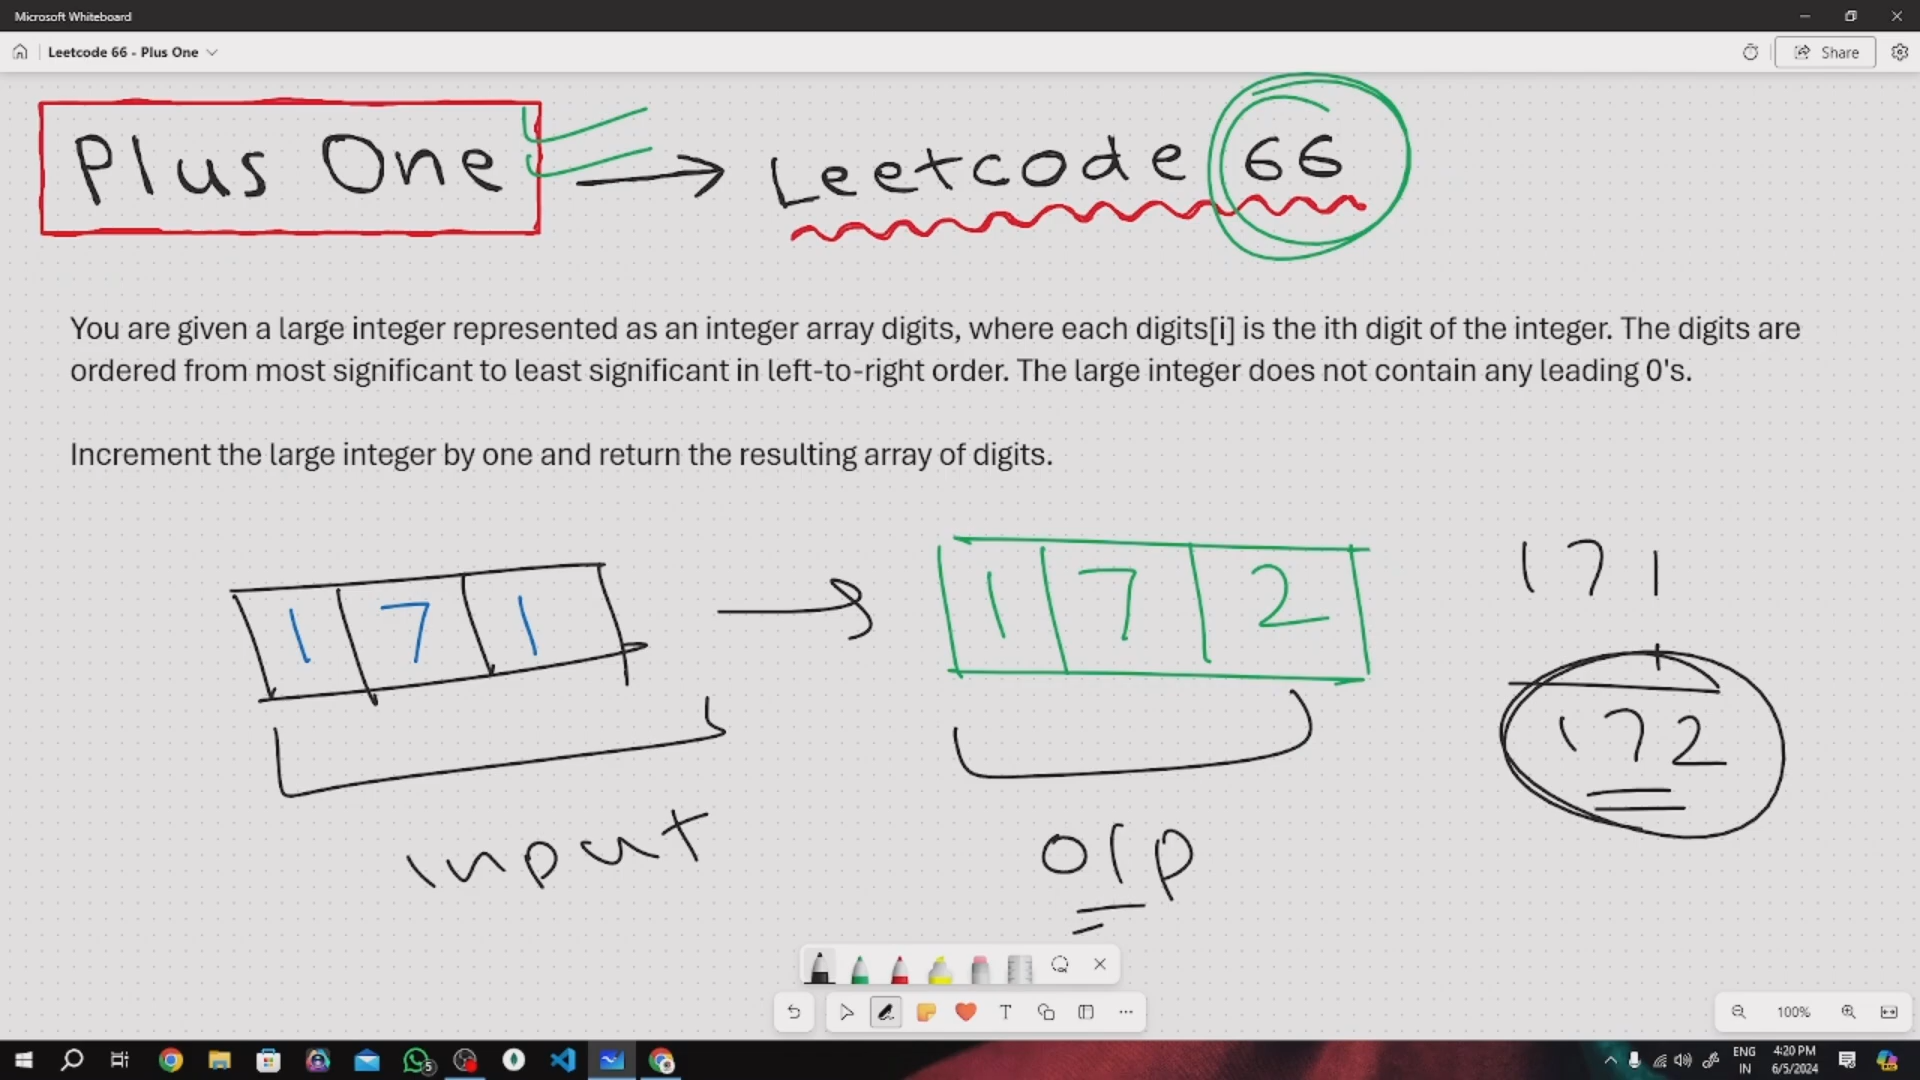 Microsoft Whiteboard
Leetcode 66 - Plus One
Share
Plus One → Leetcode 66
You are given a large integer represented as an integer array digits, where each digits[i] is the ith digit of the integer. The digits are
ordered from most significant to least significant in left-to-right order. The large integer does not contain any leading 0's.
Increment the large integer by one and return the resulting array of digits.
1 7 1 → 1 7 2
171
1
172
input
o/p
100%
5
ENG
IN
4:20 PM
6/5/2024